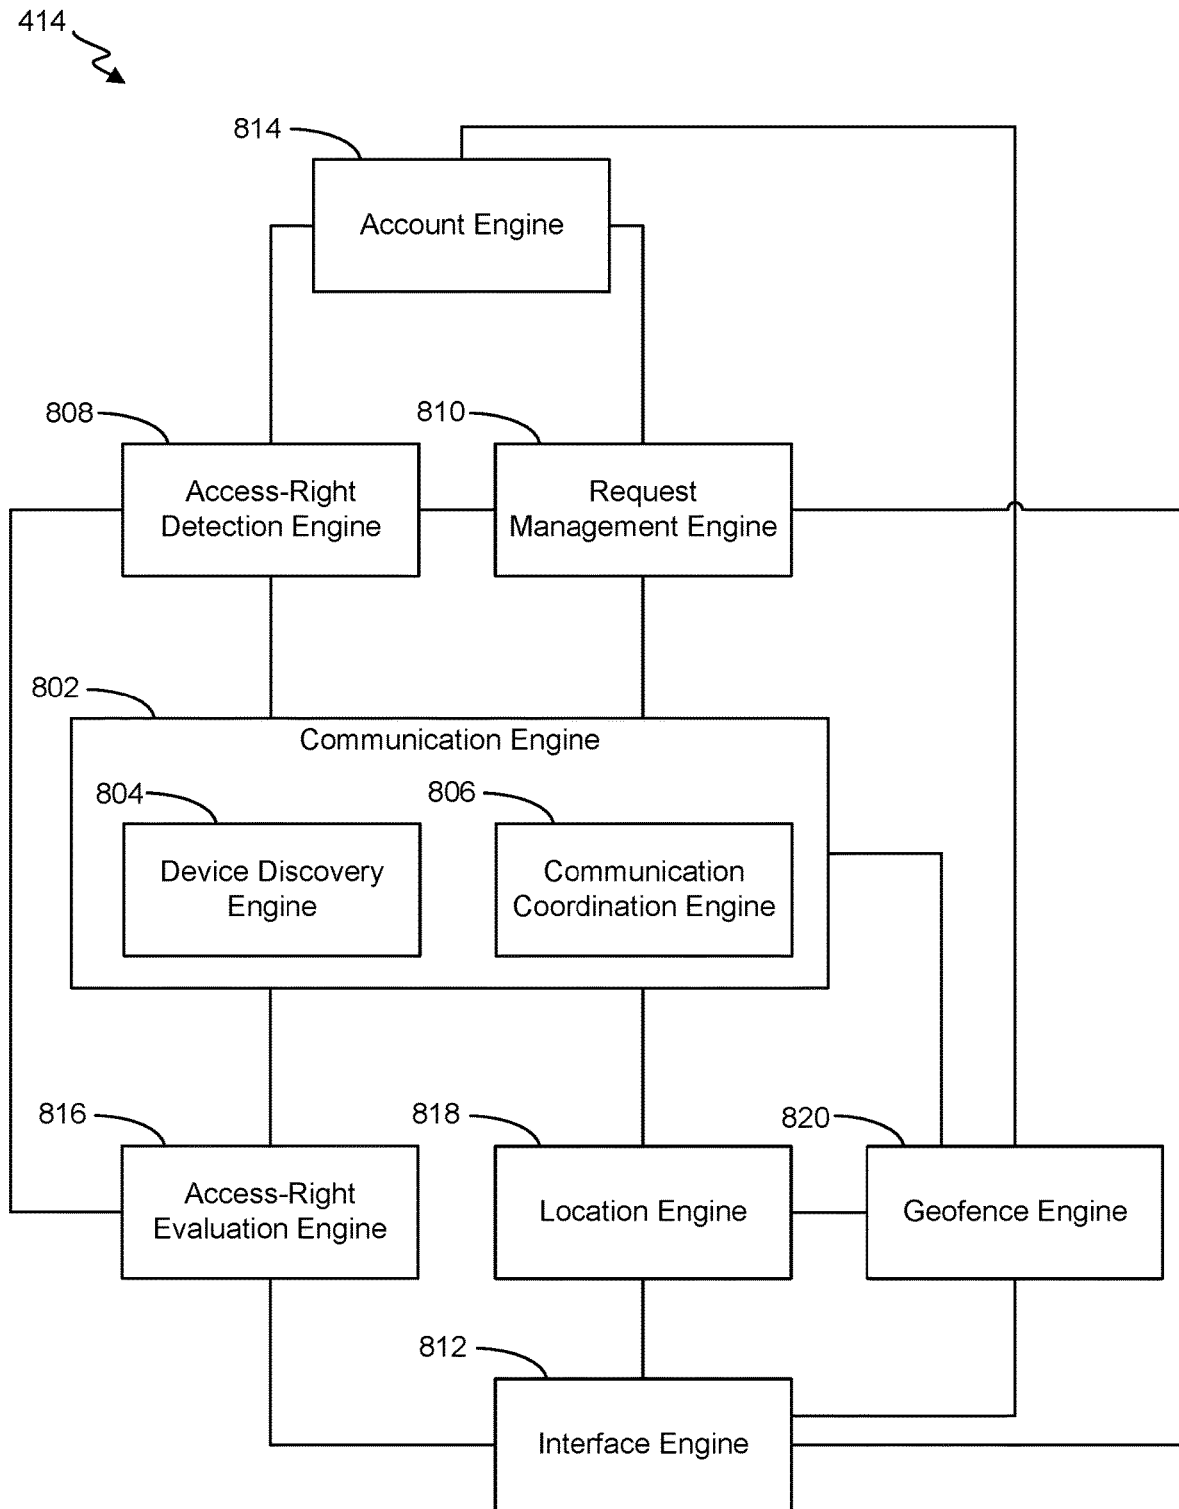 414
814
Account Engine
808
810
Access-Right
Detection Engine
Request
Management Engine
802
Communication Engine
804
806
Device Discovery
Engine
Communication
Coordination Engine
816
818
820
Access-Right
Evaluation Engine
Location Engine
Geofence Engine
812
Interface Engine